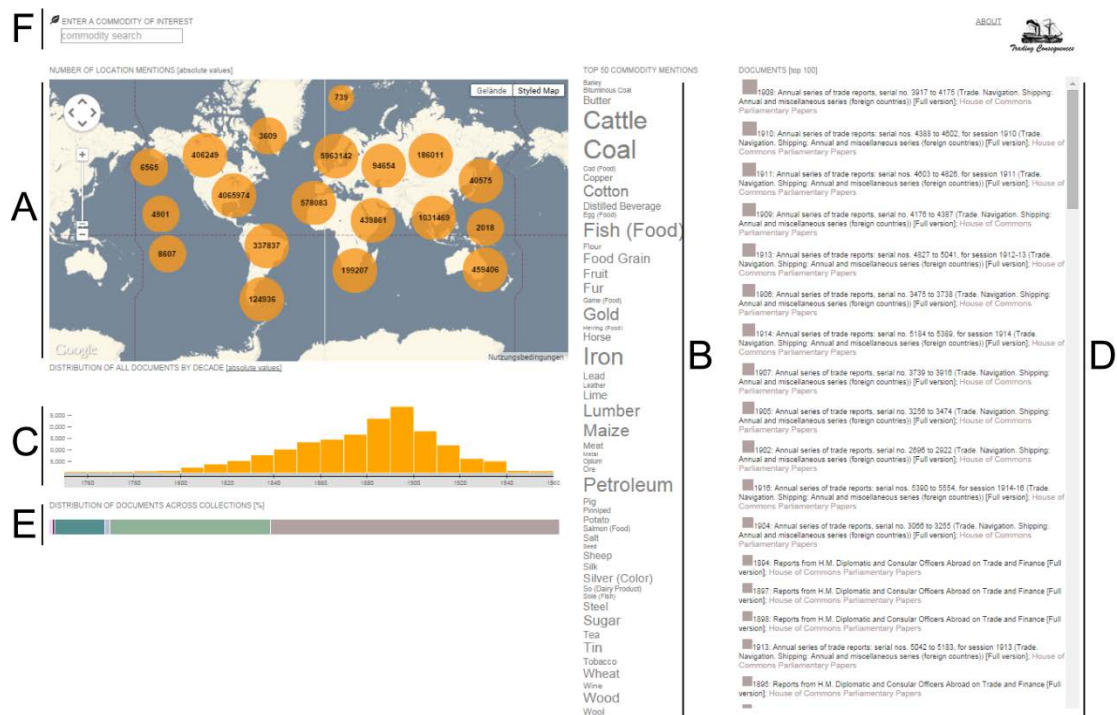 F
ENTER A COMMODITY OF INTEREST
commodity search
ABOUT
Trading Consequences
NUMBER OF LOCATION MENTIONS [absolute values]
A
Gelände
Styled Map
739
3609
406249
5963142
186011
94654
6565
40575
4065974
578083
4901
439861
1031469
2018
337837
8607
199207
459406
124936
Google
Nutzungsbedingungen
DISTRIBUTION OF ALL DOCUMENTS BY DECADE [absolute values]
C
1760
1780
1800
1820
1840
1860
1880
1900
1920
1940
DISTRIBUTION OF DOCUMENTS ACROSS COLLECTIONS [%]
E
TOP 50 COMMODITY MENTIONS
Barley
Bituminous Coal
Butter
Cattle
Coal
Cod (Food)
Copper
Cotton
Distilled Beverage
Egg (Food)
Fish (Food)
Flour
Food Grain
Fruit
Fur
Game (Food)
Gold
Herring (Food)
Horse
Iron
Lead
Leather
Lime
Lumber
Maize
Meat
Metal
Opium
Ore
Petroleum
Pig
Pinniped
Potato
Salmon (Food)
Salt
Seed
Sheep
Silk
Silver (Color)
So (Dairy Product)
Sole (Fish)
Steel
Sugar
Tea
Tin
Tobacco
Wheat
Wine
Wood
Wool
B
DOCUMENTS [top 100]
1908: Annual series of trade reports, serial no. 3917 to 4175 (Trade. Navigation. Shipping:
Annual and miscellaneous series (foreign countries)) [Full version]; House of
Commons Parliamentary Papers
1910: Annual series of trade reports: serial nos. 4388 to 4602, for session 1910 (Trade.
Navigation. Shipping: Annual and miscellaneous series (foreign countries)) [Full version]; House of
Commons Parliamentary Papers
1911: Annual series of trade reports: serial nos. 4603 to 4826, for session 1911 (Trade.
Navigation. Shipping: Annual and miscellaneous series (foreign countries)) [Full version]; House of
Commons Parliamentary Papers
1909: Annual series of trade reports, serial no. 4176 to 4387 (Trade. Navigation. Shipping:
Annual and miscellaneous series (foreign countries)) [Full version]; House of Commons
Parliamentary Papers
1913: Annual series of trade reports: serial nos. 4827 to 5041, for session 1912-13 (Trade.
Navigation. Shipping: Annual and miscellaneous series (foreign countries)) [Full version]; House of
Commons Parliamentary Papers
1906: Annual series of trade reports, serial no. 3475 to 3738 (Trade. Navigation. Shipping:
Annual and miscellaneous series (foreign countries)) [Full version]; House of Commons
Parliamentary Papers
1914: Annual series of trade reports: serial nos. 5184 to 5389, for session 1914 (Trade.
Navigation. Shipping: Annual and miscellaneous series (foreign countries)) [Full version]; House of
Commons Parliamentary Papers
1907: Annual series of trade reports, serial no. 3739 to 3916 (Trade. Navigation. Shipping:
Annual and miscellaneous series (foreign countries)) [Full version]; House of Commons
Parliamentary Papers
1905: Annual series of trade reports, serial no. 3256 to 3474 (Trade. Navigation. Shipping:
Annual and miscellaneous series (foreign countries)) [Full version]; House of Commons
Parliamentary Papers
1902: Annual series of trade reports, serial no. 2696 to 2922 (Trade. Navigation. Shipping:
Annual and miscellaneous series (foreign countries)) [Full version]; House of Commons
Parliamentary Papers
1916: Annual series of trade reports: serial nos. 5390 to 5554, for session 1914-16 (Trade.
Navigation. Shipping: Annual and miscellaneous series (foreign countries)) [Full version]; House of
Commons Parliamentary Papers
1904: Annual series of trade reports, serial no. 3066 to 3255 (Trade. Navigation. Shipping:
Annual and miscellaneous series (foreign countries)) [Full version]; House of Commons
Parliamentary Papers
1894: Reports from H.M. Diplomatic and Consular Officers Abroad on Trade and Finance [Full
version]; House of Commons Parliamentary Papers
1897: Reports from H.M. Diplomatic and Consular Officers Abroad on Trade and Finance [Full
version]; House of Commons Parliamentary Papers
1898: Reports from H.M. Diplomatic and Consular Officers Abroad on Trade and Finance [Full
version]; House of Commons Parliamentary Papers
1913: Annual series of trade reports, serial nos. 5042 to 5183, for session 1913 (Trade.
Navigation. Shipping: Annual and miscellaneous series (foreign countries)) [Full version]; House of
Commons Parliamentary Papers
1895: Reports from H.M. Diplomatic and Consular Officers Abroad on Trade and Finance [Full
version]; House of Commons Parliamentary Papers
D